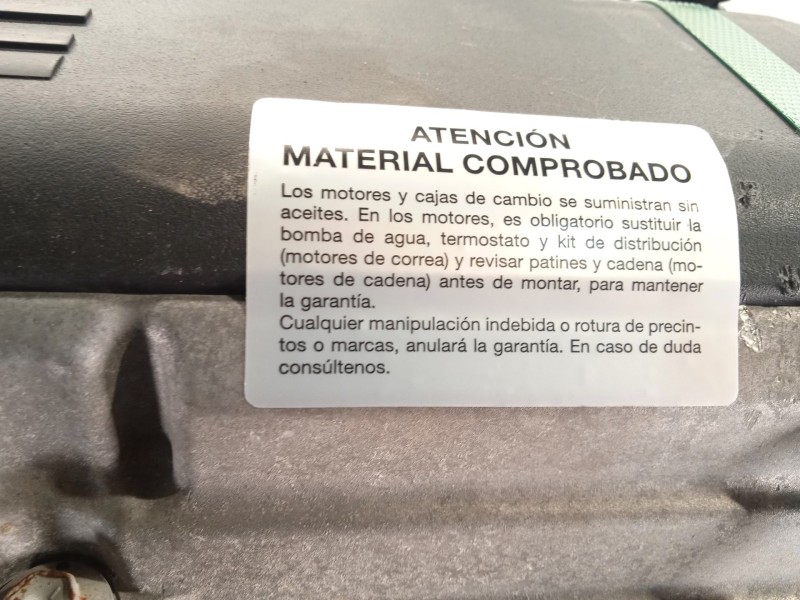 ATENCIÓN
MATERIAL COMPROBADO
Los motores y cajas de cambio se suministran sin
aceites. En los motores, es obligatorio sustituir la
bomba de agua, termostato y kit de distribución
(motores de correa) y revisar patines y cadena (mo-
tores de cadena) antes de montar, para mantener
la garantía.
Cualquier manipulación indebida o rotura de precin-
tos o marcas, anulará la garantía. En caso de duda
consúltenos.